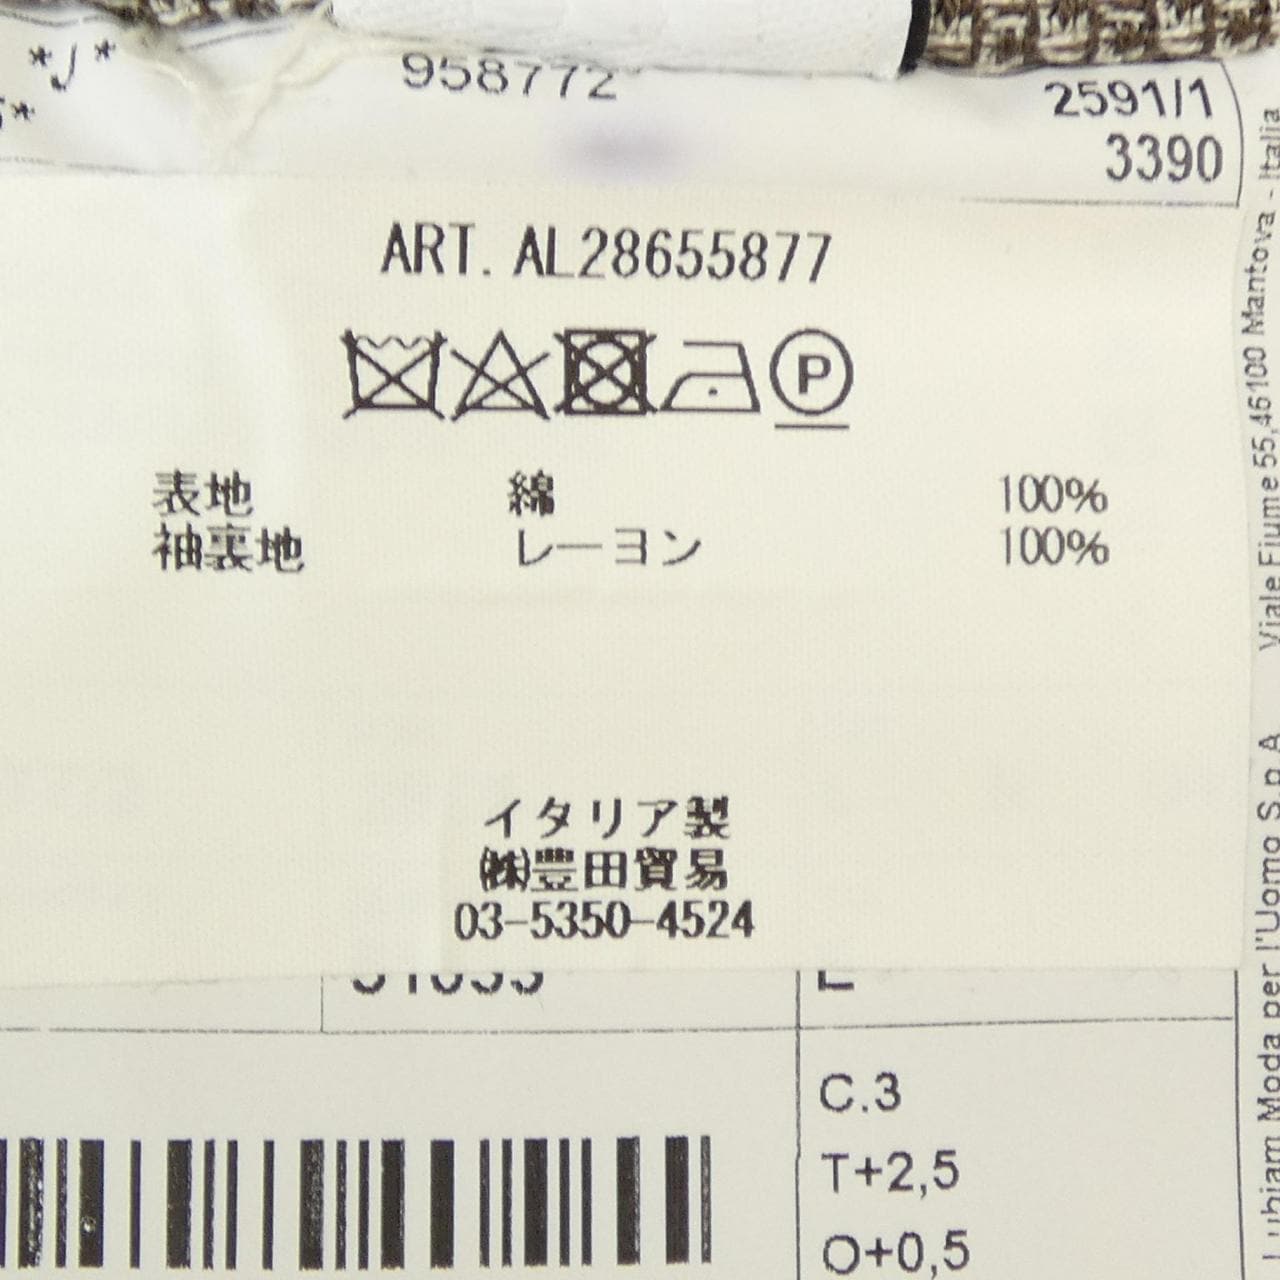 *J*
958772
2591/1
3390
ART. AL28655877
P
表地 綿 100%
袖裏地 レーヨン 100%
イタリア製
㈱豊田貿易
03-5350-4524
C.3
T+2,5
O+0,5
Lubiam Moda per l'Uomo S.p.A. Viale Fiume 55,46100 Mantova - Italia